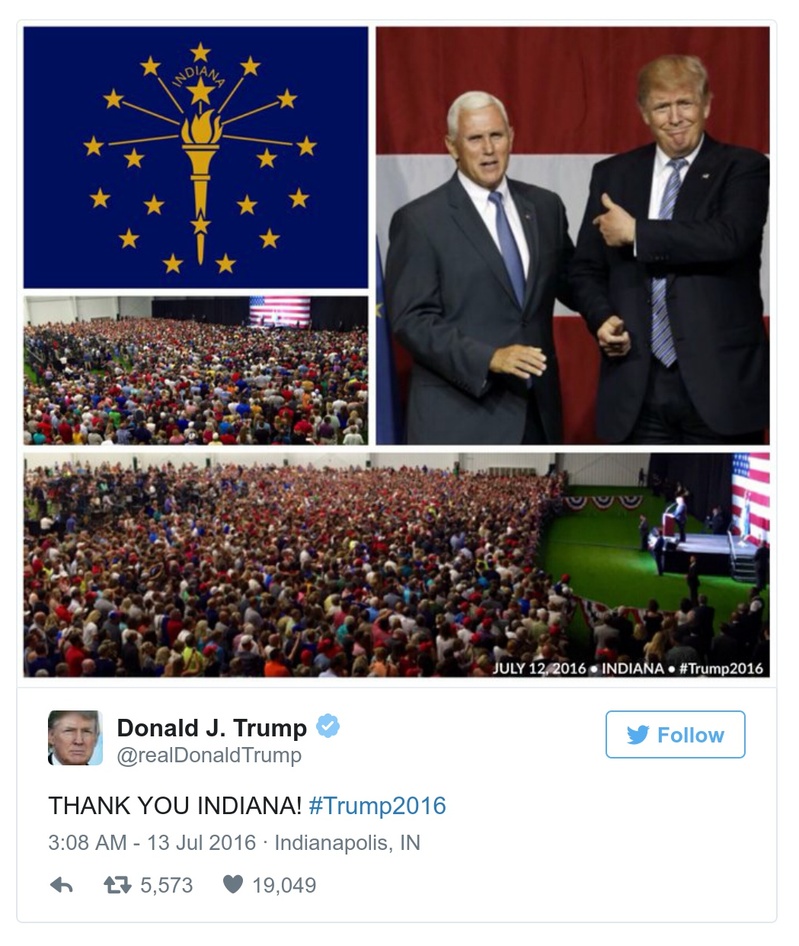 INDIANA
JULY 12, 2016 ● INDIANA ● #Trump2016
Donald J. Trump
@realDonaldTrump
Follow
THANK YOU INDIANA! #Trump2016
3:08 AM - 13 Jul 2016 · Indianapolis, IN
5,573 19,049